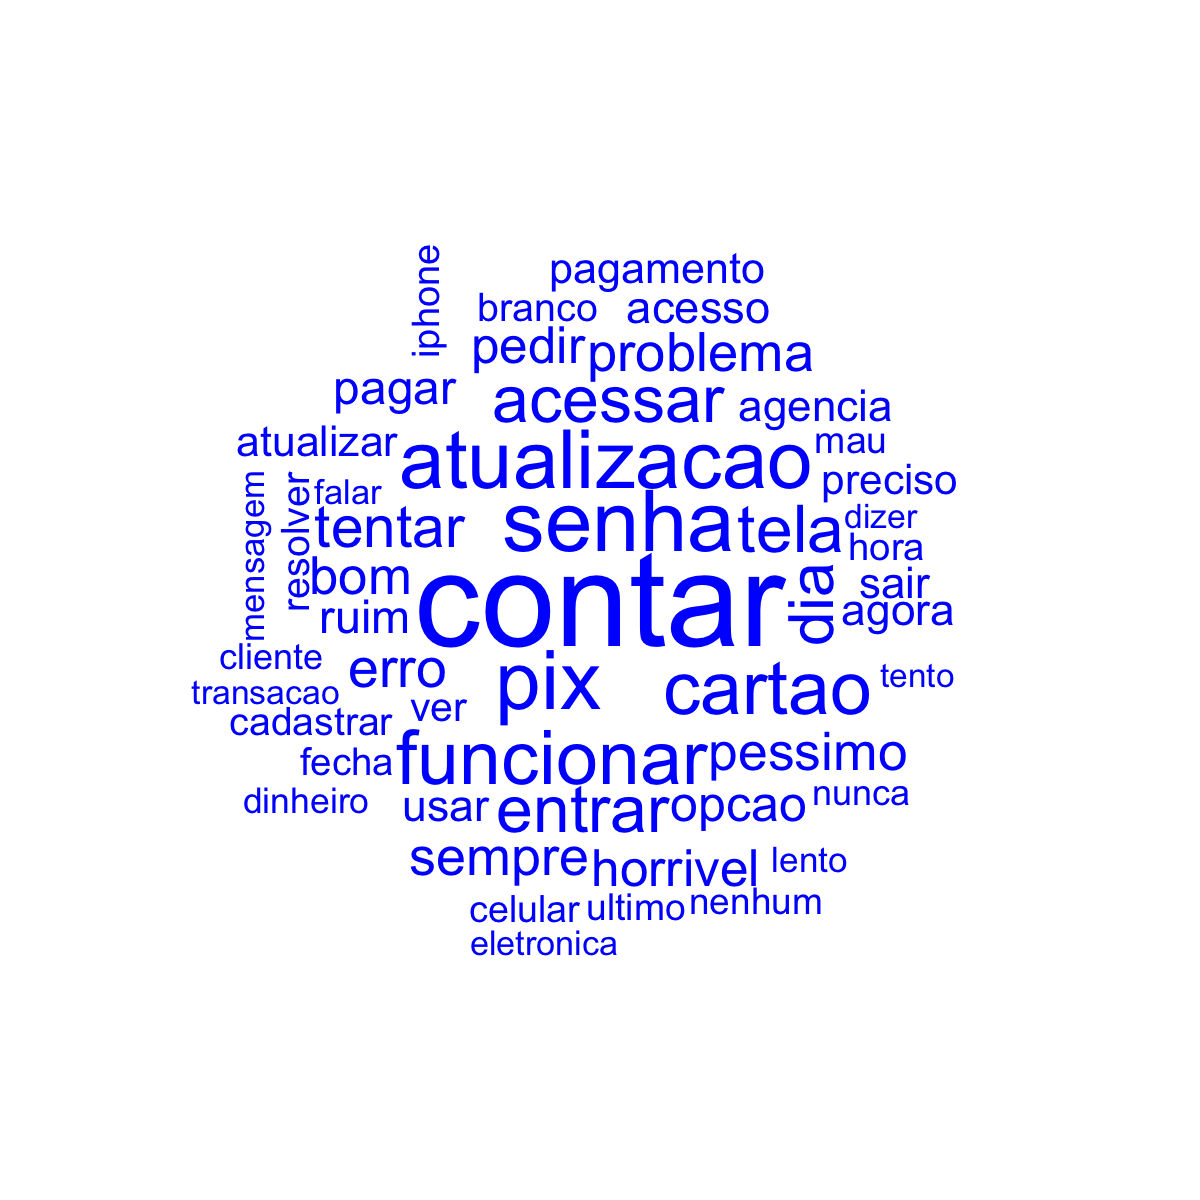 iphone
pagamento
branco acesso
pedir problema
pagar acessar agencia
atualizar atualizacao mau
mensagem resolver falar preciso
tentar senha tela dizer
hora
bom contar dia sair
ruim agora
cliente erro pix cartao tento
transacao
cadastrar ver
fecha funcionar pessimo
dinheiro usar entrar opcao nunca
sempre horrivel lento
celular ultimo nenhum
eletronica